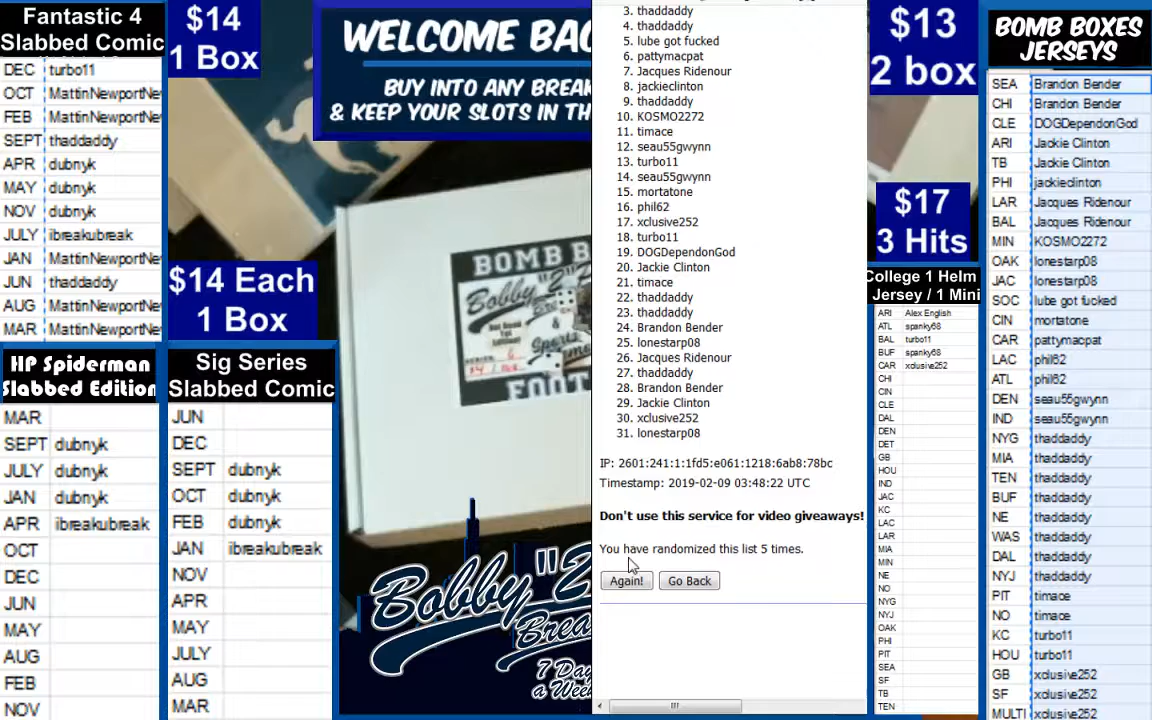 Fantastic 4
Slabbed Comic
DEC turbo11
OCT MattinNewportNe
FEB MattinNewportNe
SEPT thaddaddy
APR dubnyk
MAY dubnyk
NOV dubnyk
JULY ibreakubreak
JAN MattinNewportNe
JUN thaddaddy
AUG MattinNewportNe
MAR MattinNewportNe
HP Spiderman
Slabbed Edition
MAR
SEPT dubnyk
JULY dubnyk
JAN dubnyk
APR ibreakubreak
OCT
DEC
JUN
MAY
AUG
FEB
NOV
$14
1 Box
$14 Each
1 Box
Sig Series
Slabbed Comic
JUN
DEC
SEPT dubnyk
OCT dubnyk
FEB dubnyk
JAN ibreakubreak
NOV
APR
MAY
JULY
AUG
MAR
WELCOME BAC
BUY INTO ANY BREA
& KEEP YOUR SLOTS IN TH
BOMB B
Bobby "2
Sports
FOOT
Bobby "2
Brea
7 Da
a Wee
3. thaddaddy
4. thaddaddy
5. lube got fucked
6. pattymacpat
7. Jacques Ridenour
8. jackieclinton
9. thaddaddy
10. KOSMO2272
11. timace
12. seau55gwynn
13. turbo11
14. seau55gwynn
15. mortatone
16. phil62
17. xclusive252
18. turbo11
19. DOGDependonGod
20. Jackie Clinton
21. timace
22. thaddaddy
23. thaddaddy
24. Brandon Bender
25. lonestarp08
26. Jacques Ridenour
27. thaddaddy
28. Brandon Bender
29. Jackie Clinton
30. xclusive252
31. lonestarp08
IP: 2601:241:1:1fd5:e061:1218:6ab8:78bc
Timestamp: 2019-02-09 03:48:22 UTC
Don't use this service for video giveaways!
You have randomized this list 5 times.
Again! Go Back
$13
2 box
$17
3 Hits
College 1 Helm
Jersey / 1 Mini
ARI Alex English
ATL spanky68
BAL turbo11
BUF spanky68
CAR xclusive252
CHI
CIN
CLE
DAL
DEN
DET
GB
HOU
IND
JAC
KC
LAC
LAR
MIA
MIN
NE
NO
NYG
NYJ
OAK
PHI
PIT
SEA
SF
TB
TEN
BOMB BOXES
JERSEYS
SEA Brandon Bender
CHI Brandon Bender
CLE DOGDependonGod
ARI Jackie Clinton
TB Jackie Clinton
PHI jackieclinton
LAR Jacques Ridenour
BAL Jacques Ridenour
MIN KOSMO2272
OAK lonestarp08
JAC lonestarp08
SOC lube got fucked
CIN mortatone
CAR pattymacpat
LAC phil62
ATL phil62
DEN seau55gwynn
IND seau55gwynn
NYG thaddaddy
MIA thaddaddy
TEN thaddaddy
BUF thaddaddy
NE thaddaddy
WAS thaddaddy
DAL thaddaddy
NYJ thaddaddy
PIT timace
NO timace
KC turbo11
HOU turbo11
GB xclusive252
SF xclusive252
MULTI xclusive252